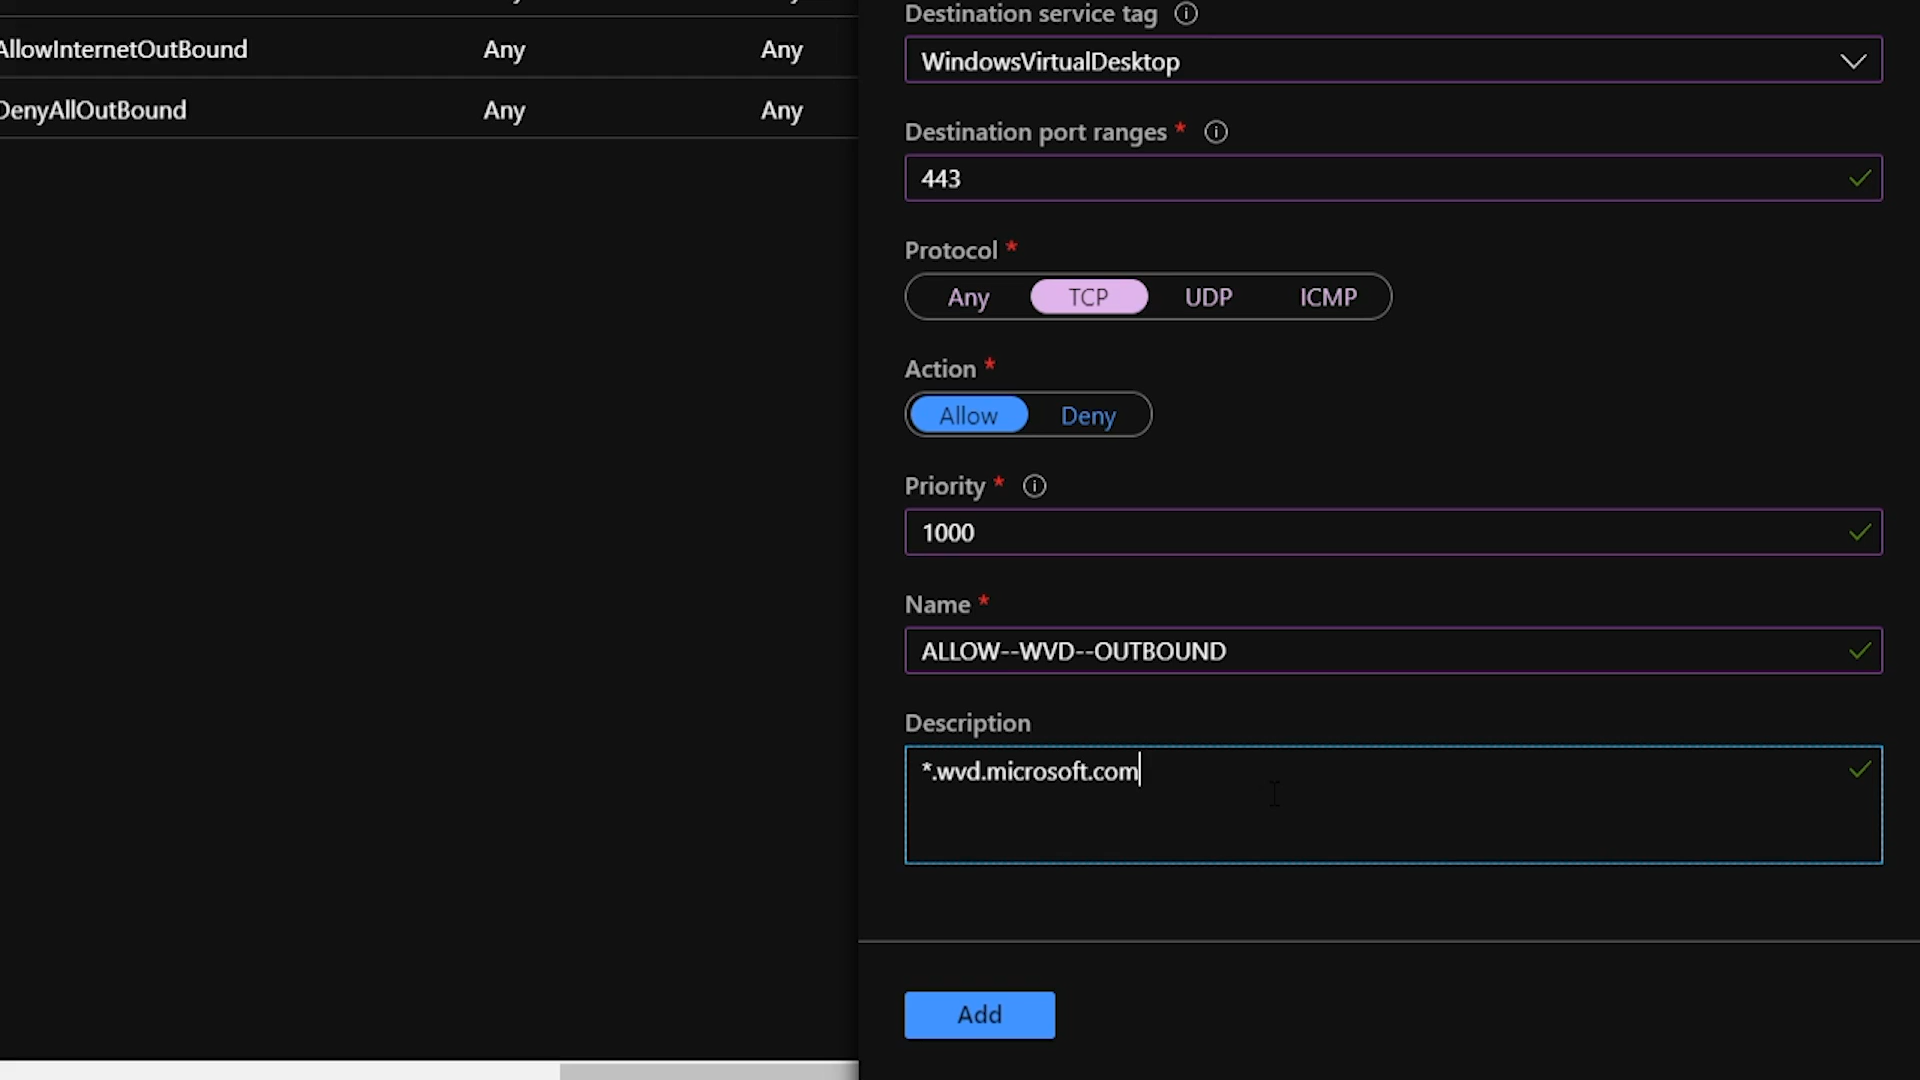 AllowInternetOutBound Any Any
DenyAllOutBound Any Any
Destination service tag
WindowsVirtualDesktop
Destination port ranges *
443
Protocol *
Any TCP UDP ICMP
Action *
Allow Deny
Priority *
1000
Name *
ALLOW--WVD--OUTBOUND
Description
*.wvd.microsoft.com
Add